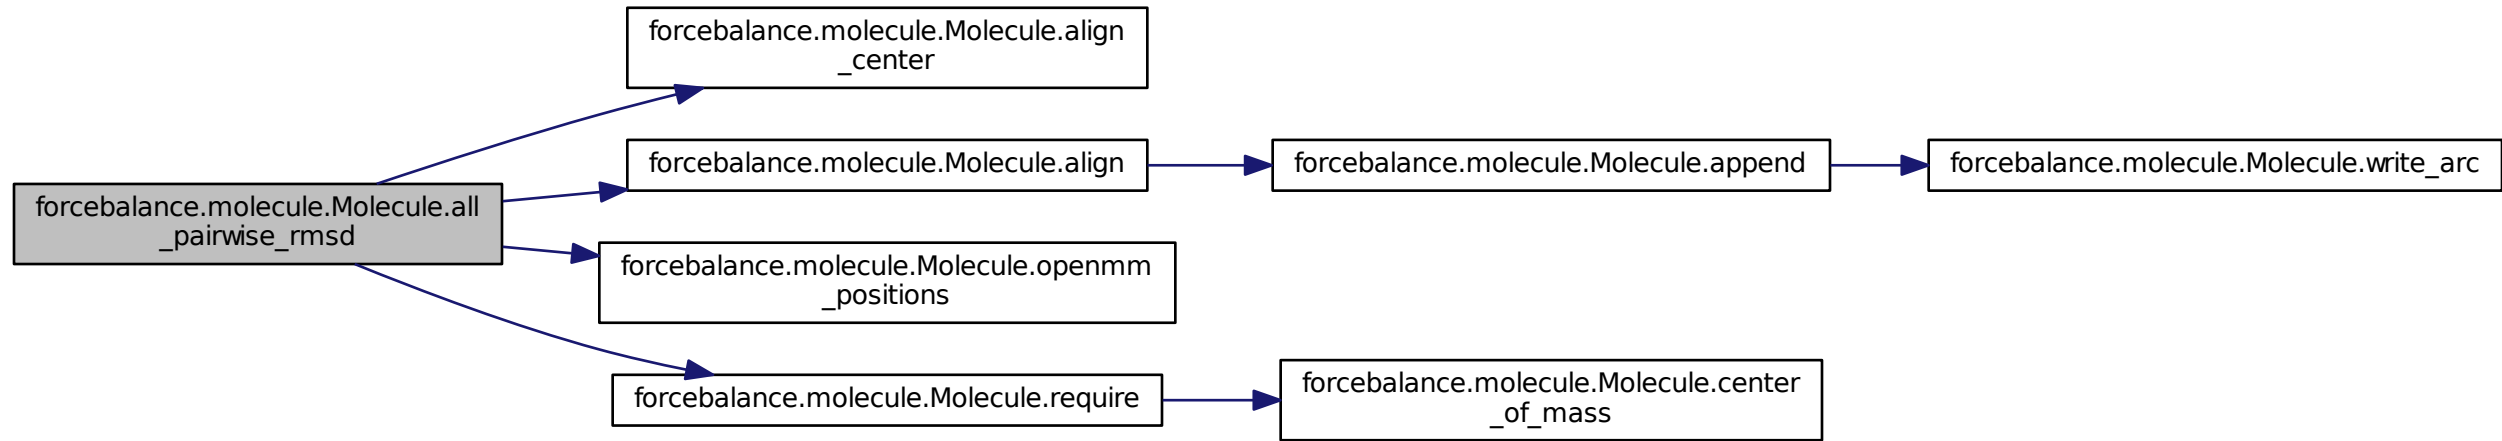 forcebalance.molecule.Molecule.align
_center
forcebalance.molecule.Molecule.align
forcebalance.molecule.Molecule.append
forcebalance.molecule.Molecule.write_arc
forcebalance.molecule.Molecule.all
_pairwise_rmsd
forcebalance.molecule.Molecule.openmm
_positions
forcebalance.molecule.Molecule.require
forcebalance.molecule.Molecule.center
_of_mass